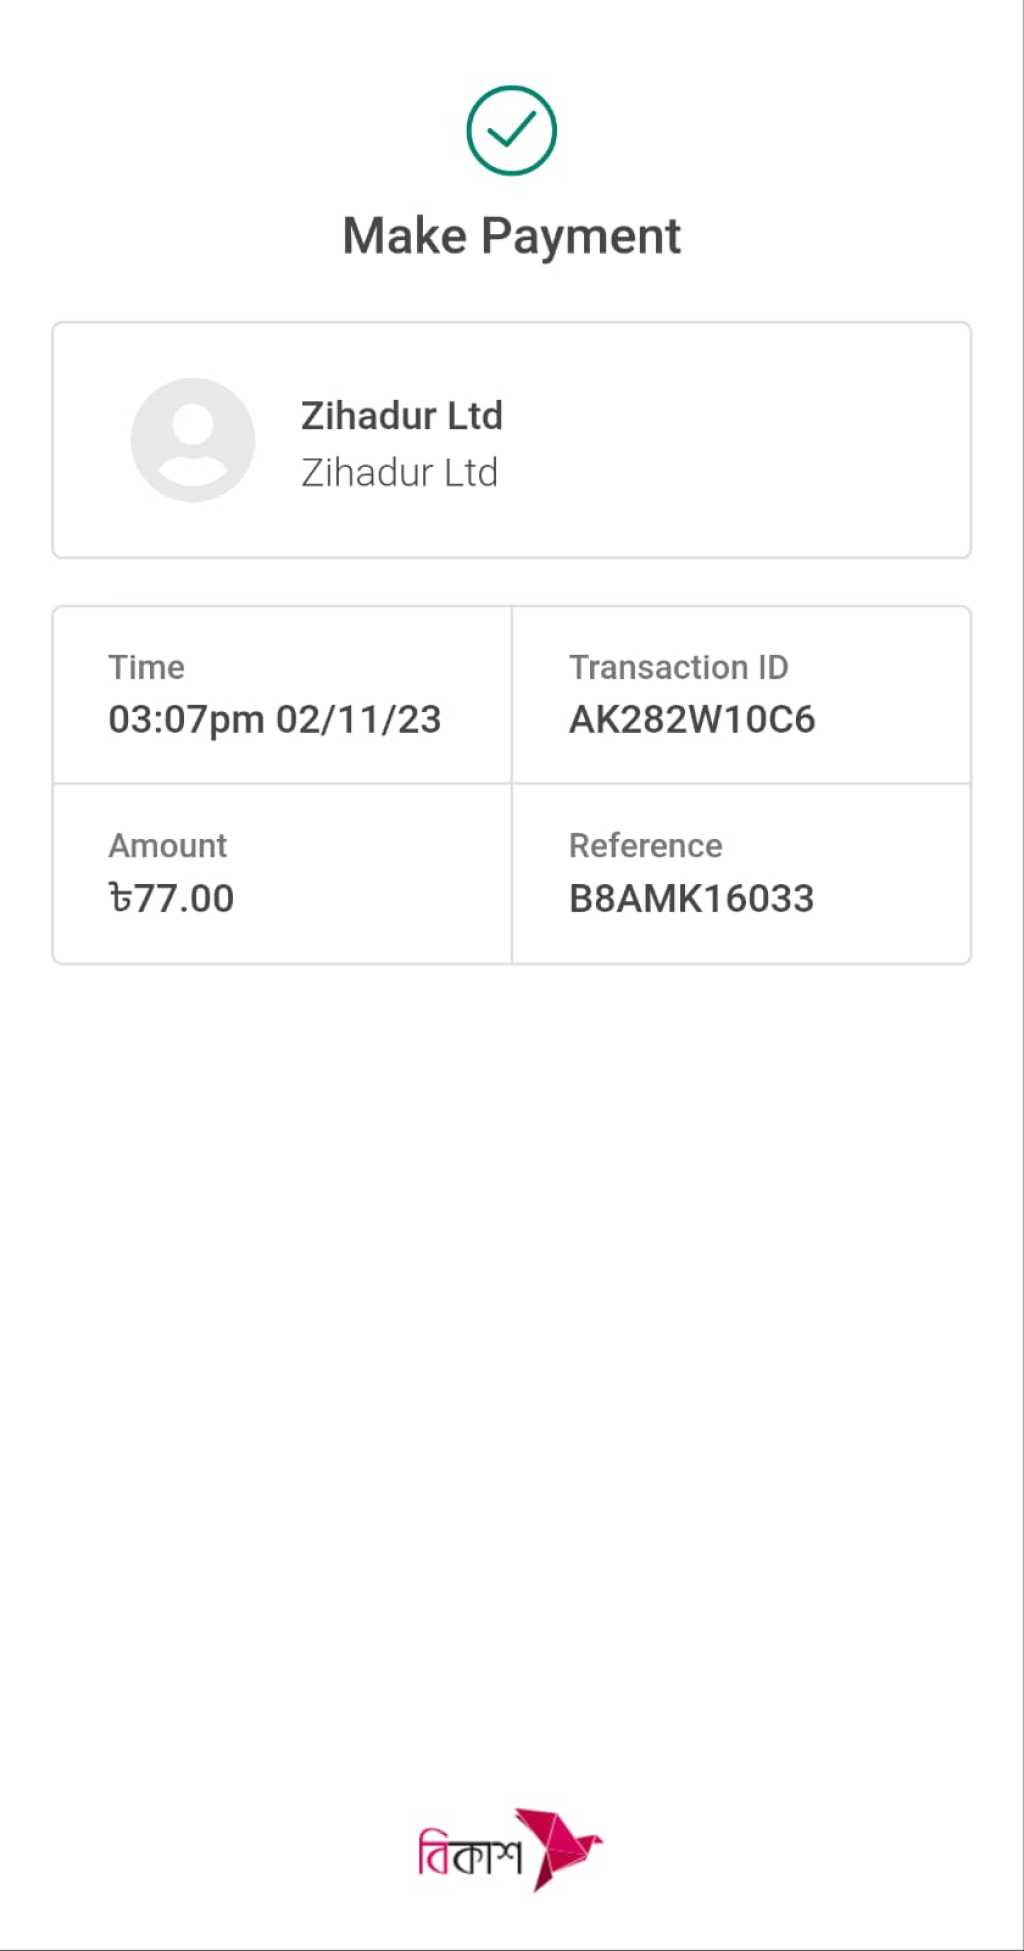 Make Payment
Zihadur Ltd
Zihadur Ltd
Time
03:07pm 02/11/23
Transaction ID
AK282W10C6
Amount
৳77.00
Reference
B8AMK16033
বিকাশ